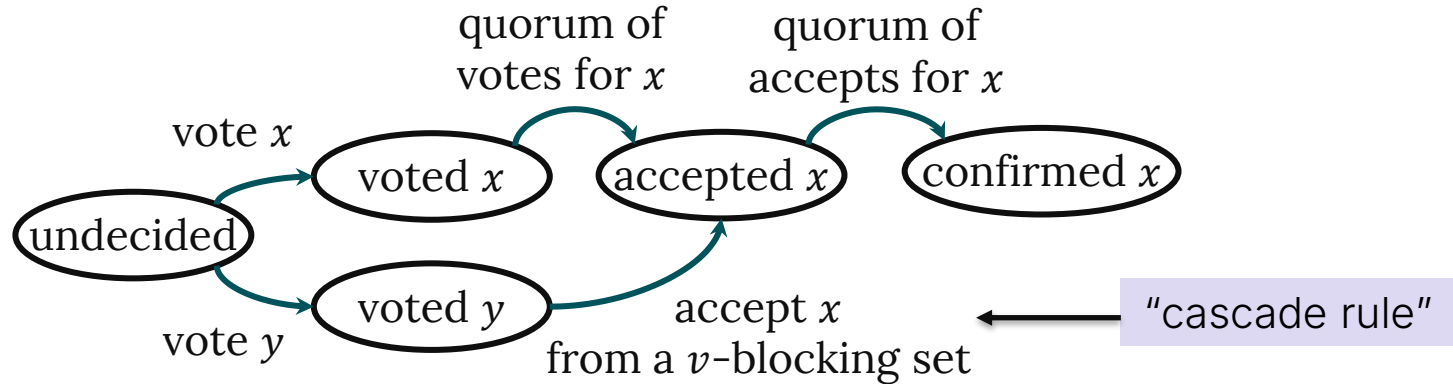 quorum of
votes for x
quorum of
accepts for x
vote x
voted x
accepted x
confirmed x
undecided
voted y
vote y
accept x
from a v-blocking set
“cascade rule”